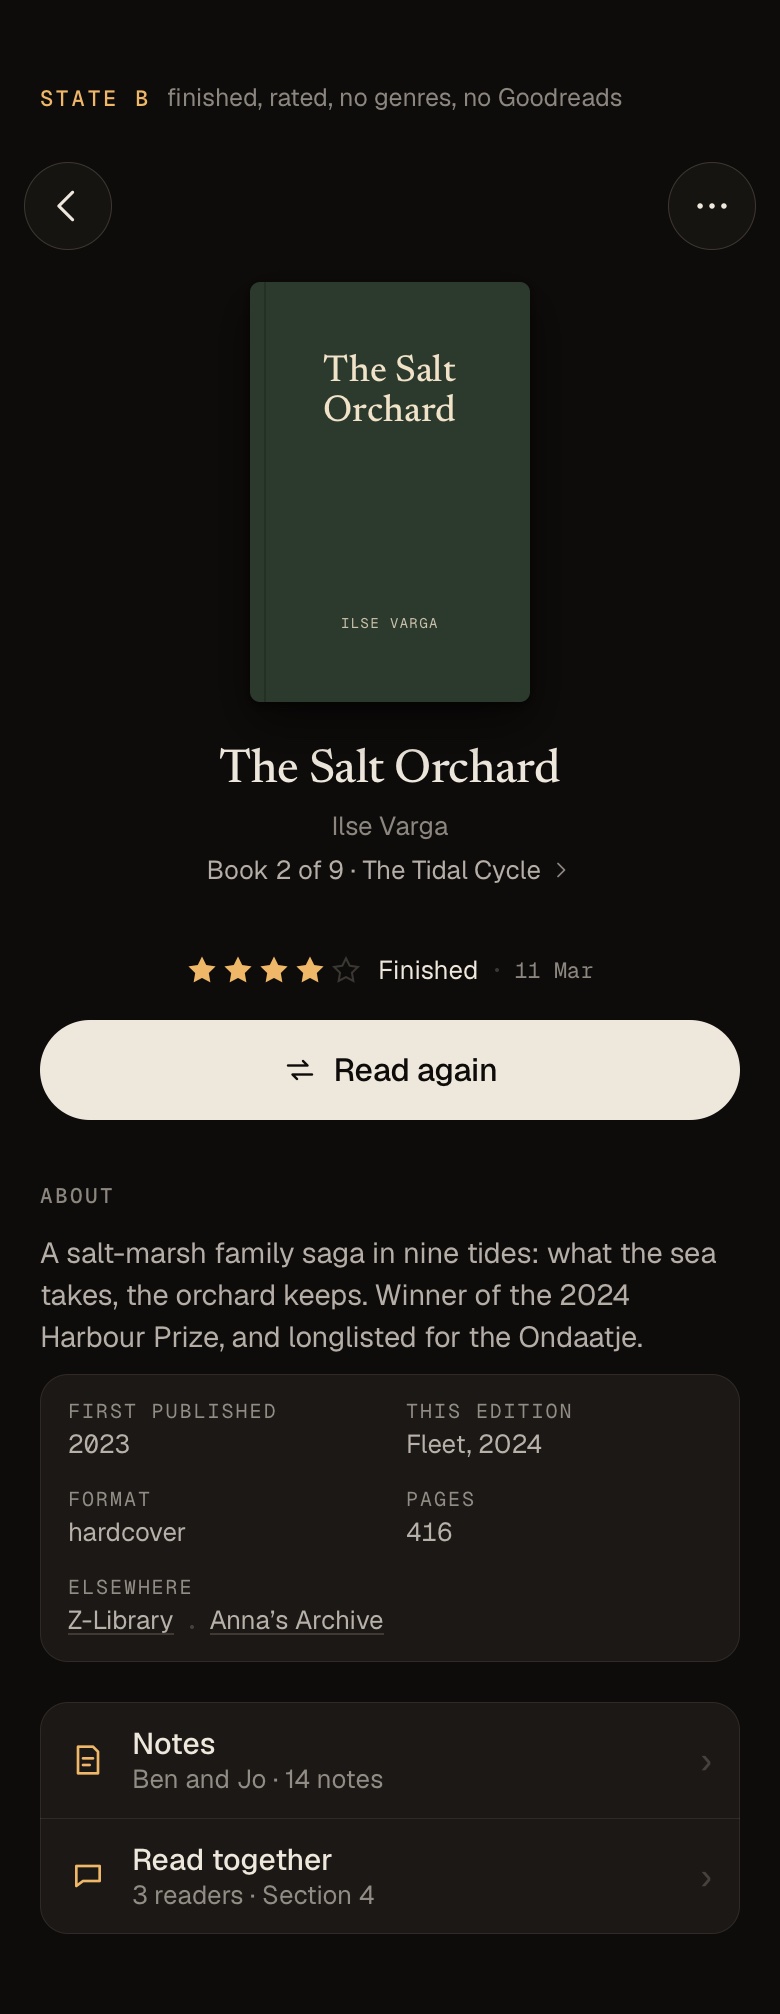 STATE B finished, rated, no genres, no Goodreads
The Salt
Orchard
ILSE VARGA
The Salt Orchard
Ilse Varga
Book 2 of 9 · The Tidal Cycle
Finished · 11 Mar
Read again
ABOUT
A salt-marsh family saga in nine tides: what the sea
takes, the orchard keeps. Winner of the 2024
Harbour Prize, and longlisted for the Ondaatje.
FIRST PUBLISHED THIS EDITION
2023 Fleet, 2024
FORMAT PAGES
hardcover 416
ELSEWHERE
Z-Library . Anna’s Archive
Notes
Ben and Jo · 14 notes
Read together
3 readers · Section 4